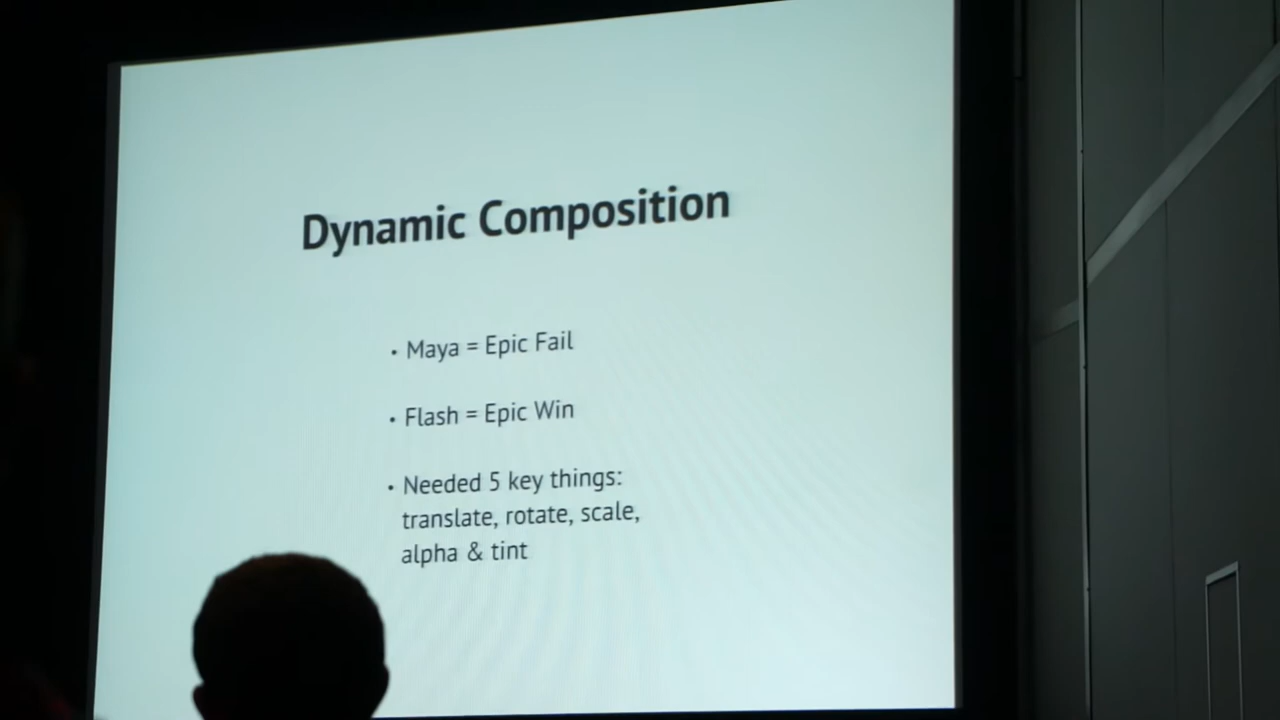 Dynamic Composition
• Maya = Epic Fail
• Flash = Epic Win
• Needed 5 key things:
translate, rotate, scale,
alpha & tint